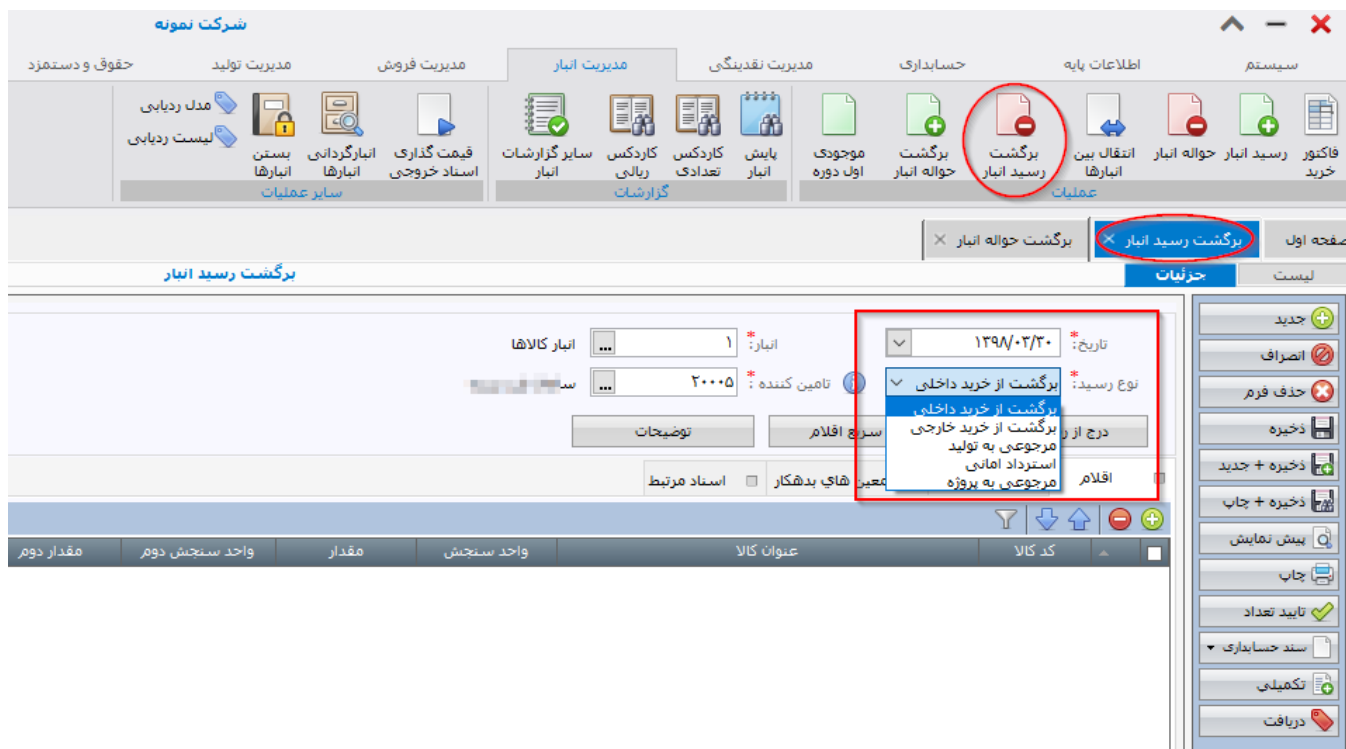 شرکت نمونه
سیستم اطلاعات پایه حسابداری مدیریت نقدینگی مدیریت انبار مدیریت فروش مدیریت تولید حقوق و دستمزد
فاکتور خرید
رسید انبار
حواله انبار
انتقال بین انبارها
برگشت رسید انبار
برگشت حواله انبار
موجودی اول دوره
پایش انبار
کاردکس تعدادی
کاردکس ریالی
سایر گزارشات انبار
قیمت گذاری اسناد خروجی
انبارگردانی انبارها
بستن انبارها
مدل ردیابی
لیست ردیابی
عملیات گزارشات سایر عملیات
صفحه اول برگشت رسید انبار × برگشت حواله انبار ×
لیست جزئیات برگشت رسید انبار
جدید
انصراف
حذف فرم
ذخیره
ذخیره + جدید
ذخیره + چاپ
پیش نمایش
چاپ
تایید تعداد
سند حسابداری
تکمیلی
دریافت
تاریخ:* ۱۳۹۸/۰۳/۳۰ انبار:* ۱ ... انبار کالاها
نوع رسید:* برگشت از خرید داخلی تامین کننده :* ۲۰۰۰۵ ...
برگشت از خرید داخلی
برگشت از خرید خارجی
مرجوعی به تولید
استرداد امانی
مرجوعی به پروژه
درج از سریع اقلام توضیحات
اقلام معین هاي بدهکار اسناد مرتبط
کد کالا عنوان کالا واحد سنجش مقدار واحد سنجش دوم مقدار دوم